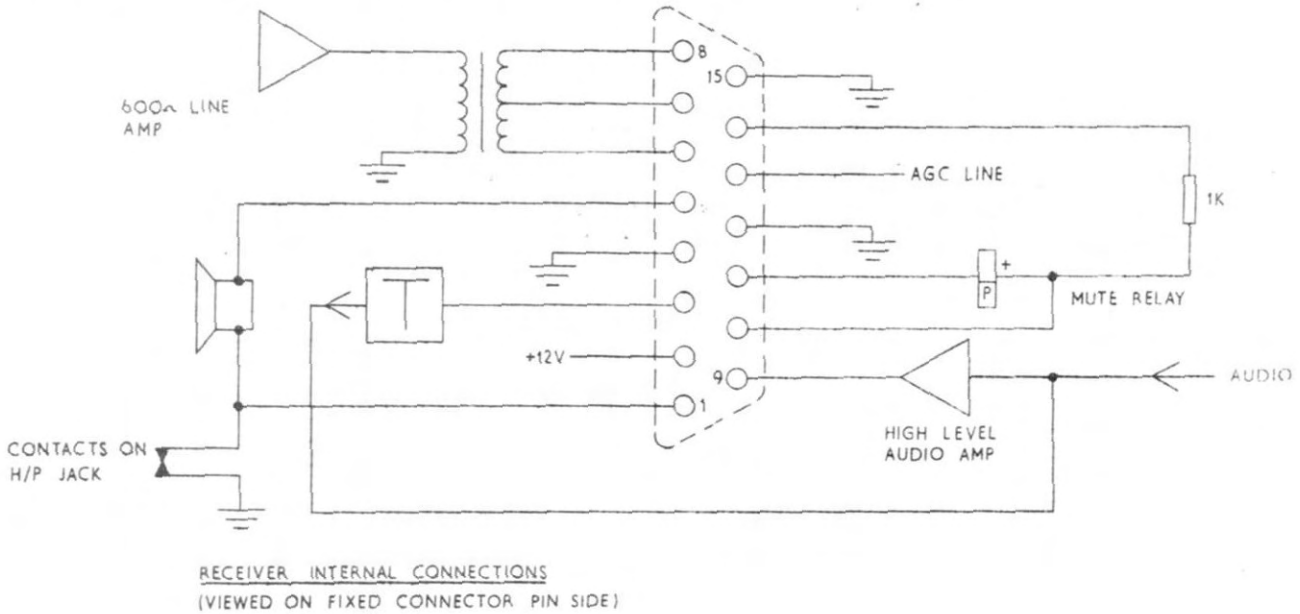 8
15
600Ω LINE
AMP
AGC LINE
1K
+
P
MUTE RELAY
+12V
9
1
AUDIO
HIGH LEVEL
AUDIO AMP
CONTACTS ON
H/P JACK
RECEIVER INTERNAL CONNECTIONS
(VIEWED ON FIXED CONNECTOR PIN SIDE)